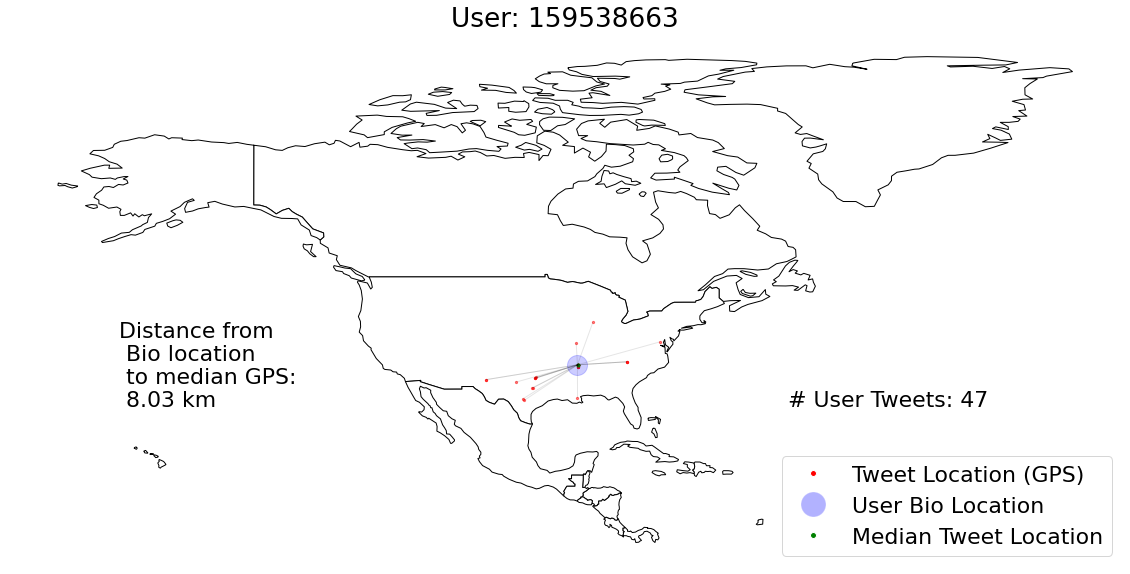 User: 159538663
Distance from
Bio location
to median GPS:
8.03 km
# User Tweets: 47
Tweet Location (GPS)
User Bio Location
Median Tweet Location